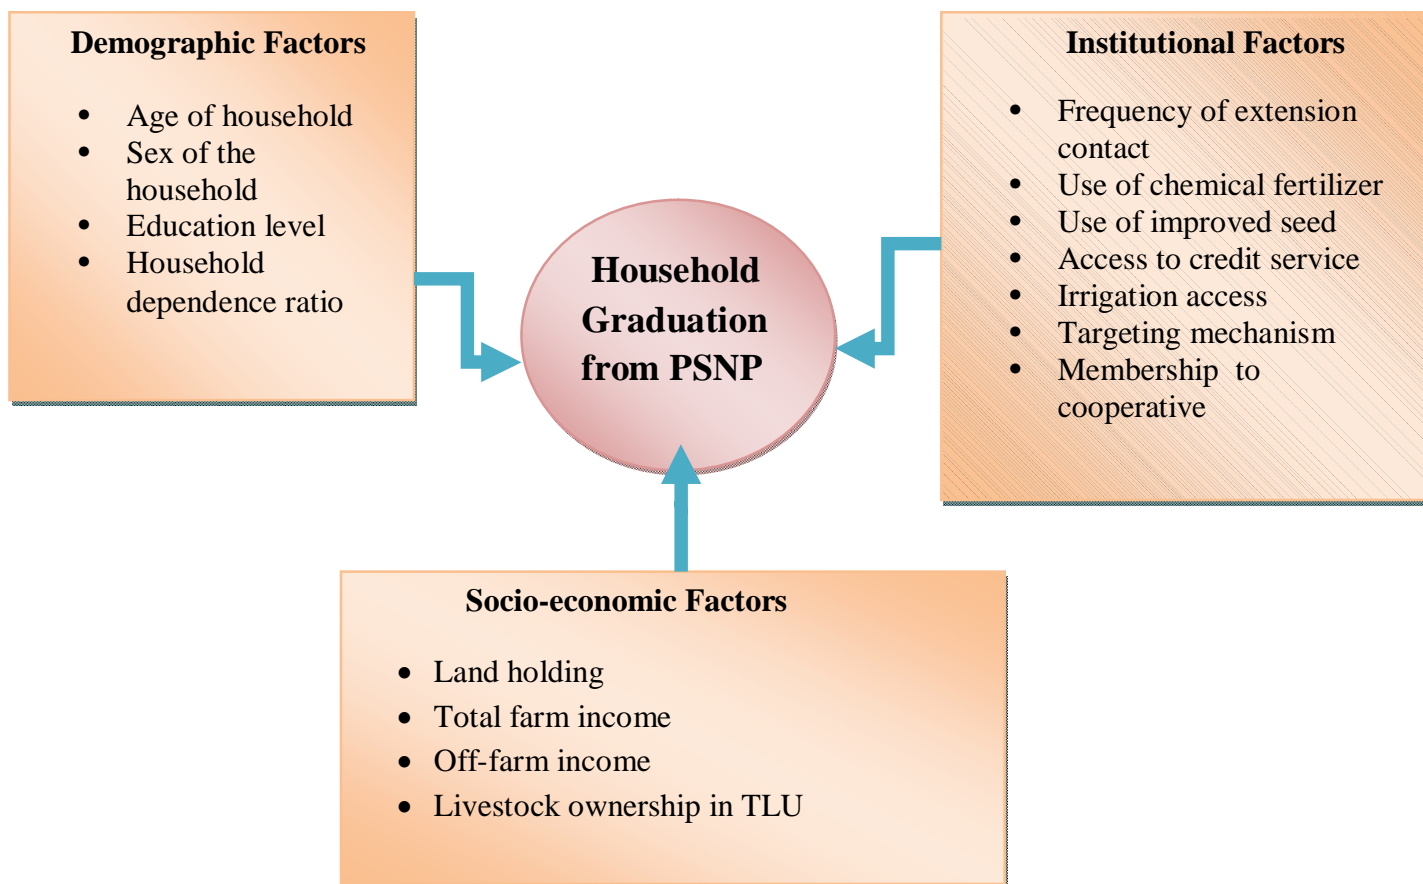 Demographic Factors
• Age of household
• Sex of the
household
• Education level
• Household
dependence ratio
Household
Graduation
from PSNP
Institutional Factors
• Frequency of extension
contact
• Use of chemical fertilizer
• Use of improved seed
• Access to credit service
• Irrigation access
• Targeting mechanism
• Membership to
cooperative
Socio-economic Factors
• Land holding
• Total farm income
• Off-farm income
• Livestock ownership in TLU